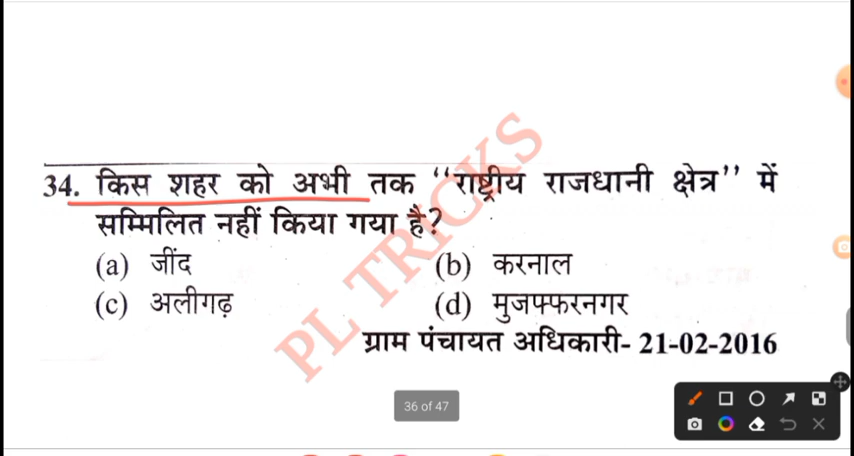 34. किस शहर को अभी तक "राष्ट्रीय राजधानी क्षेत्र" में
सम्मिलित नहीं किया गया है?
(a) जींद (b) करनाल
(c) अलीगढ़ (d) मुजफ्फरनगर
ग्राम पंचायत अधिकारी- 21-02-2016
PL TRICKS
36 of 47